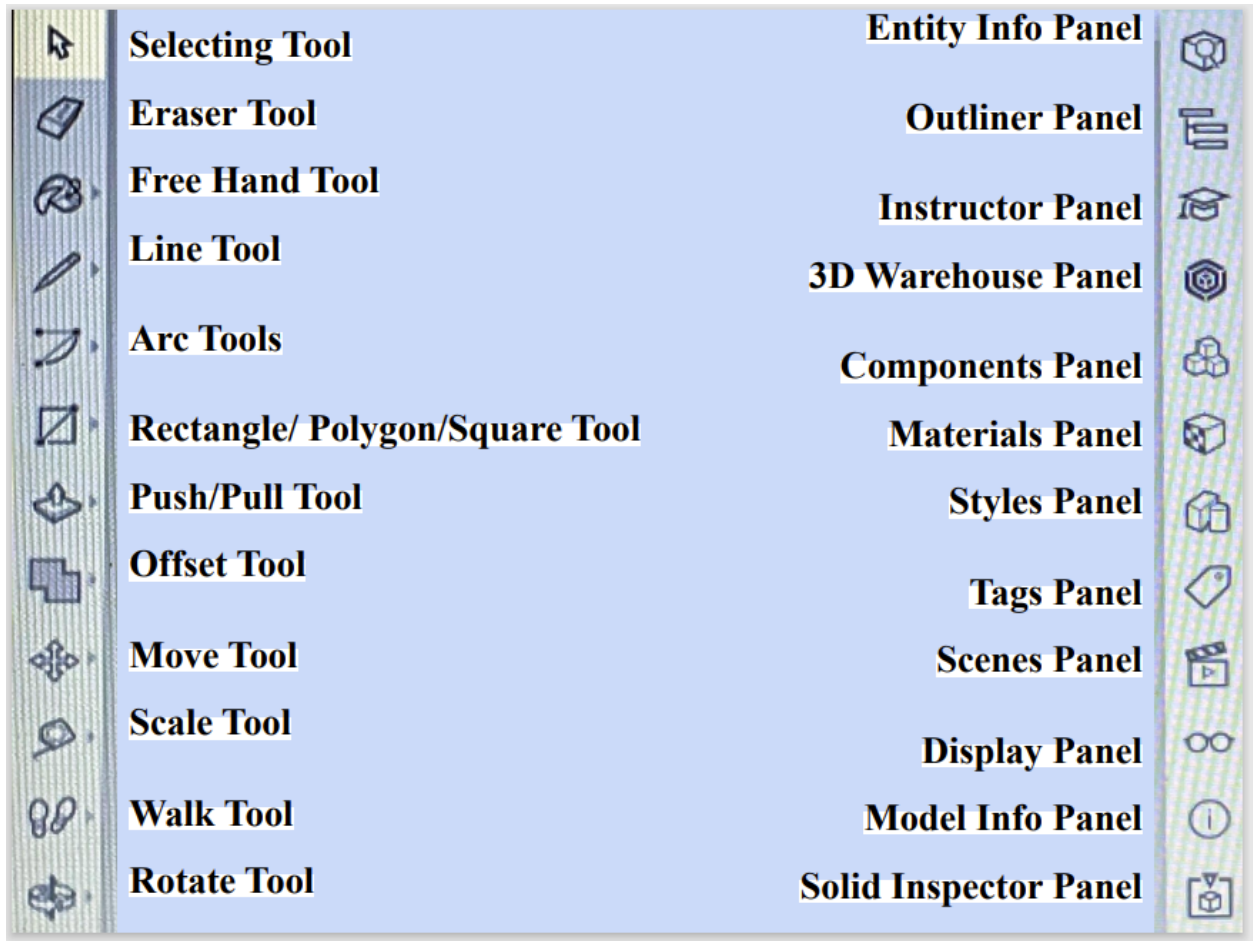 Selecting Tool
Eraser Tool
Free Hand Tool
Line Tool
Arc Tools
Rectangle/ Polygon/Square Tool
Push/Pull Tool
Offset Tool
Move Tool
Scale Tool
Walk Tool
Rotate Tool
Entity Info Panel
Outliner Panel
Instructor Panel
3D Warehouse Panel
Components Panel
Materials Panel
Styles Panel
Tags Panel
Scenes Panel
Display Panel
Model Info Panel
Solid Inspector Panel